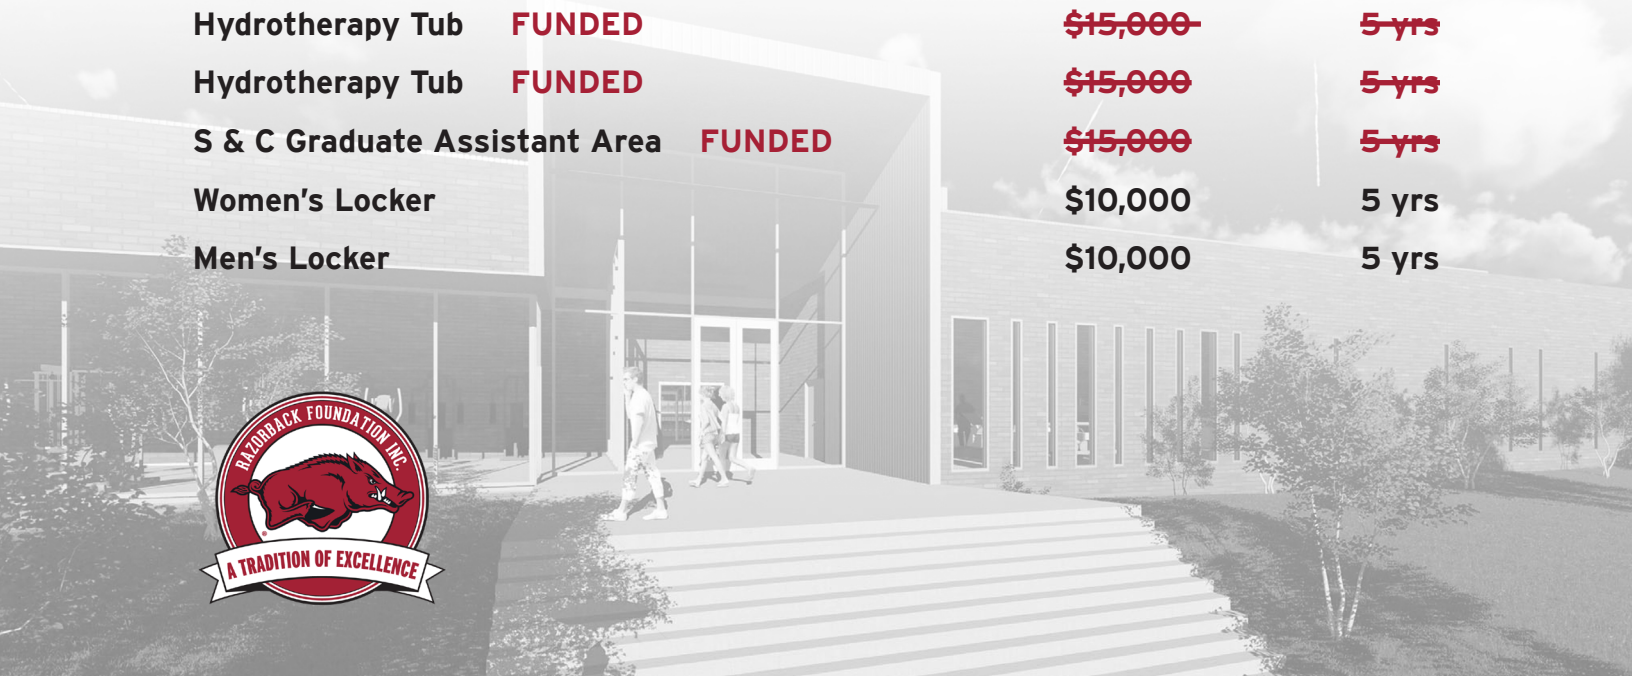 Hydrotherapy Tub FUNDED $15,000 5 yrs
Hydrotherapy Tub FUNDED $15,000 5 yrs
S & C Graduate Assistant Area FUNDED $15,000 5 yrs
Women's Locker $10,000 5 yrs
Men's Locker $10,000 5 yrs
RAZORBACK FOUNDATION INC.
A TRADITION OF EXCELLENCE